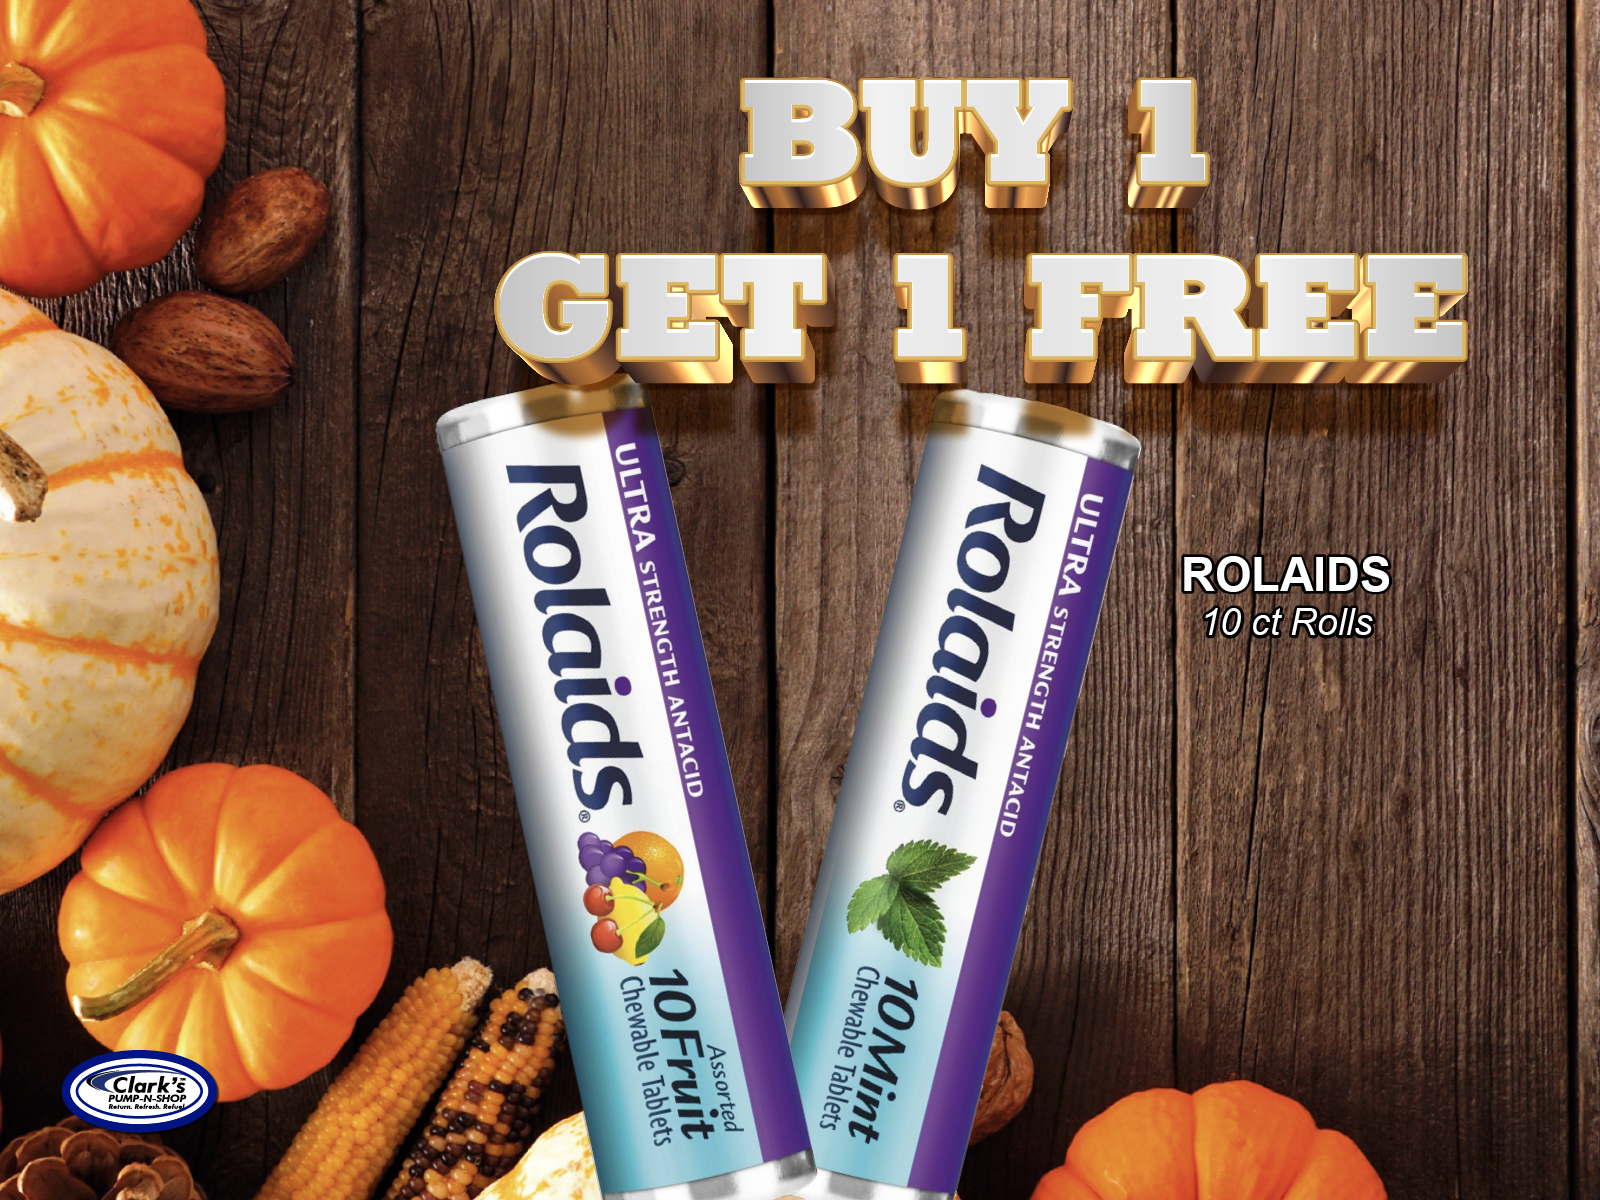 BUY 1
GET 1 FREE
Rolaids®
ULTRA STRENGTH ANTACID
Assorted
10 Fruit
Chewable Tablets
Rolaids®
ULTRA STRENGTH ANTACID
10 Mint
Chewable Tablets
ROLAIDS
10 ct Rolls
Clark's
PUMP-N-SHOP
Return. Refresh. Refuel